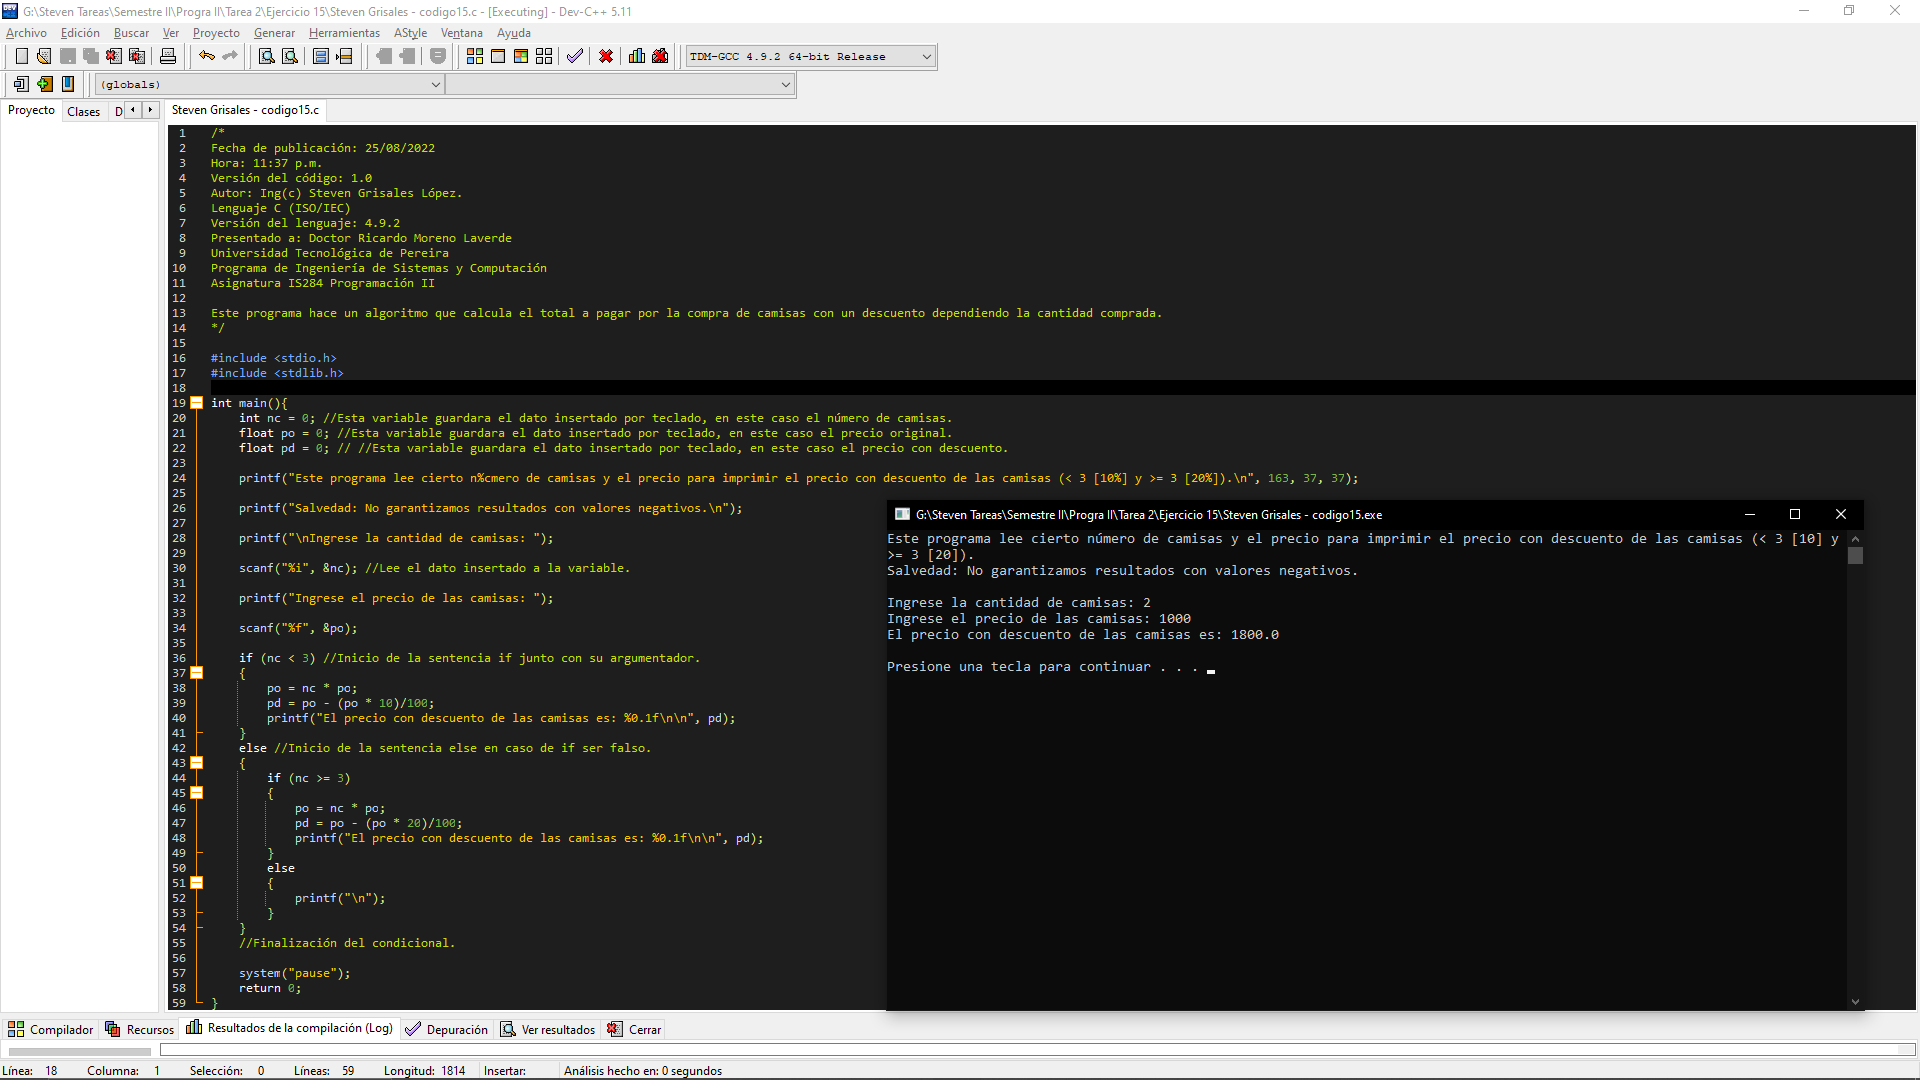 G:\Steven Tareas\Semestre II\Progra II\Tarea 2\Ejercicio 15\Steven Grisales - codigo15.c - [Executing] - Dev-C++ 5.11
Archivo Edición Buscar Ver Proyecto Generar Herramientas AStyle Ventana Ayuda
TDM-GCC 4.9.2 64-bit Release
(globals)
Proyecto Clases D
Steven Grisales - codigo15.c
1 /*
2 Fecha de publicación: 25/08/2022
3 Hora: 11:37 p.m.
4 Versión del código: 1.0
5 Autor: Ing(c) Steven Grisales López.
6 Lenguaje C (ISO/IEC)
7 Versión del lenguaje: 4.9.2
8 Presentado a: Doctor Ricardo Moreno Laverde
9 Universidad Tecnológica de Pereira
10 Programa de Ingeniería de Sistemas y Computación
11 Asignatura IS284 Programación II
12
13 Este programa hace un algoritmo que calcula el total a pagar por la compra de camisas con un descuento dependiendo la cantidad comprada.
14 */
15
16 #include <stdio.h>
17 #include <stdlib.h>
18
19 int main(){
20 int nc = 0; //Esta variable guardara el dato insertado por teclado, en este caso el número de camisas.
21 float po = 0; //Esta variable guardara el dato insertado por teclado, en este caso el precio original.
22 float pd = 0; // //Esta variable guardara el dato insertado por teclado, en este caso el precio con descuento.
23
24 printf("Este programa lee cierto n%cmero de camisas y el precio para imprimir el precio con descuento de las camisas (< 3 [10%] y >= 3 [20%]).\n", 163, 37, 37);
25
26 printf("Salvedad: No garantizamos resultados con valores negativos.\n");
27
28 printf("\nIngrese la cantidad de camisas: ");
29
30 scanf("%i", &nc); //Lee el dato insertado a la variable.
31
32 printf("Ingrese el precio de las camisas: ");
33
34 scanf("%f", &po);
35
36 if (nc < 3) //Inicio de la sentencia if junto con su argumentador.
37 {
38 po = nc * po;
39 pd = po - (po * 10)/100;
40 printf("El precio con descuento de las camisas es: %0.1f\n\n", pd);
41 }
42 else //Inicio de la sentencia else en caso de if ser falso.
43 {
44 if (nc >= 3)
45 {
46 po = nc * po;
47 pd = po - (po * 20)/100;
48 printf("El precio con descuento de las camisas es: %0.1f\n\n", pd);
49 }
50 else
51 {
52 printf("\n");
53 }
54 }
55 //Finalización del condicional.
56
57 system("pause");
58 return 0;
59 }
G:\Steven Tareas\Semestre II\Progra II\Tarea 2\Ejercicio 15\Steven Grisales - codigo15.exe
Este programa lee cierto número de camisas y el precio para imprimir el precio con descuento de las camisas (< 3 [10] y
>= 3 [20]).
Salvedad: No garantizamos resultados con valores negativos.
Ingrese la cantidad de camisas: 2
Ingrese el precio de las camisas: 1000
El precio con descuento de las camisas es: 1800.0
Presione una tecla para continuar . . .
Compilador Recursos Resultados de la compilación (Log) Depuración Ver resultados Cerrar
Línea: 18 Columna: 1 Selección: 0 Líneas: 59 Longitud: 1814 Insertar: Análisis hecho en: 0 segundos